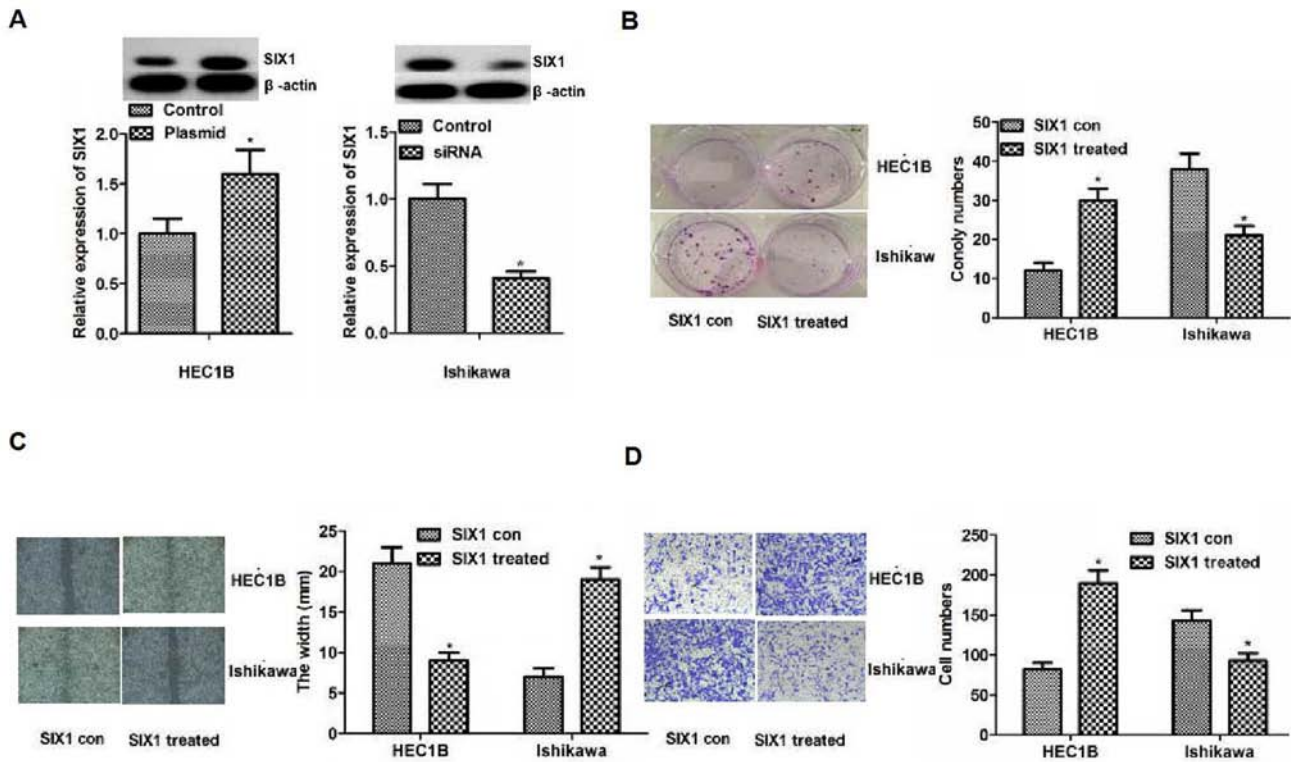 A
SIX1
β -actin
Control
Plasmid
Relative expression of SIX1
2.0
1.5
1.0
0.5
0.0
*
HEC1B
SIX1
β -actin
Control
siRNA
Relative expression of SIX1
1.5
1.0
0.5
0.0
*
Ishikawa
B
HEC1B
Ishikaw
SIX1 con
SIX1 treated
SIX1 con
SIX1 treated
Conoly numbers
50
40
30
20
10
0
*
*
HEC1B
Ishikawa
C
HEC1B
Ishikawa
SIX1 con
SIX1 treated
SIX1 con
SIX1 treated
The width (mm)
25
20
15
10
5
0
*
*
HEC1B
Ishikawa
D
HEC1B
Ishikawa
SIX1 con
SIX1 treated
SIX1 con
SIX1 treated
Cell numbers
250
200
150
100
50
0
*
*
HEC1B
Ishikawa